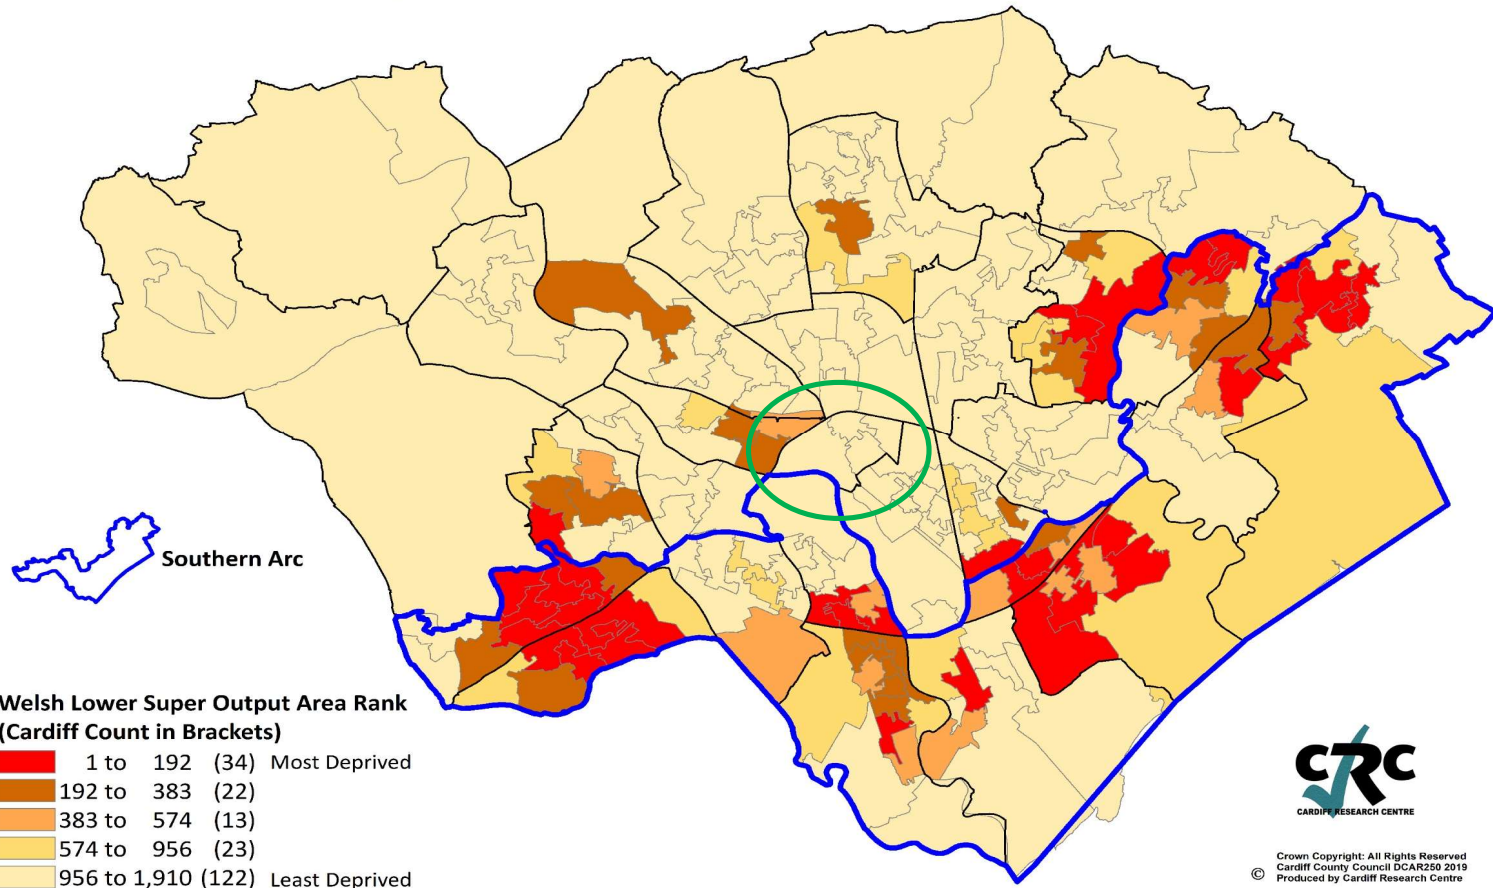 Southern Arc
Welsh Lower Super Output Area Rank
(Cardiff Count in Brackets)
1 to 192 (34) Most Deprived
192 to 383 (22)
383 to 574 (13)
574 to 956 (23)
956 to 1,910 (122) Least Deprived
CRC
CARDIFF RESEARCH CENTRE
Crown Copyright: All Rights Reserved
Cardiff County Council DCAR250 2019
© Produced by Cardiff Research Centre